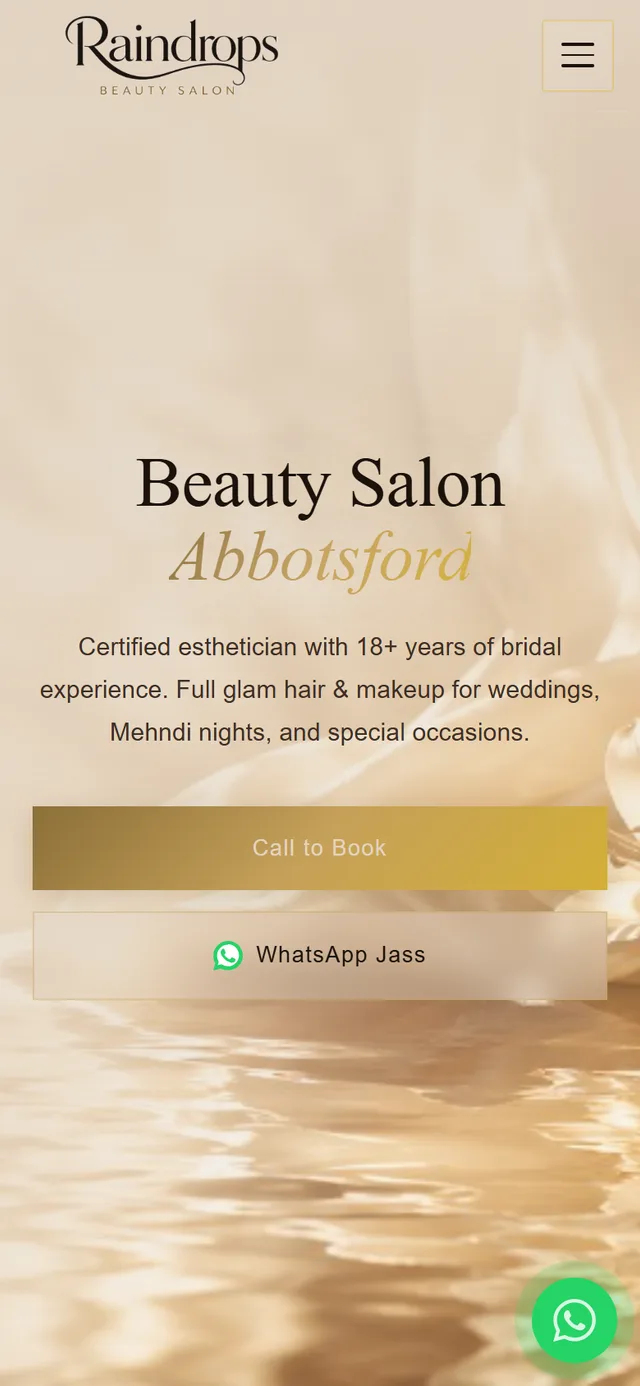 Raindrops
BEAUTY SALON
Beauty Salon
Abbotsford
Certified esthetician with 18+ years of bridal
experience. Full glam hair & makeup for weddings,
Mehndi nights, and special occasions.
Call to Book
WhatsApp Jass